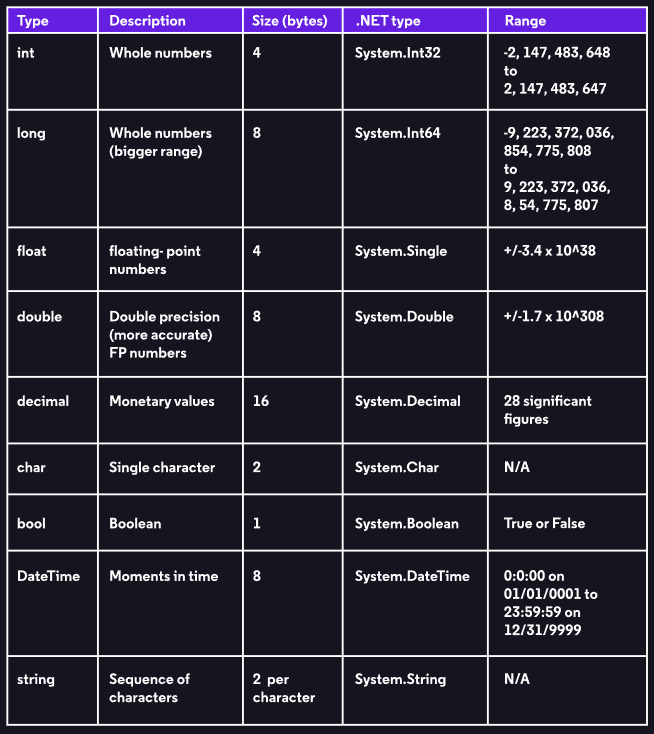 Type Description Size (bytes) .NET type Range
int Whole numbers 4 System.Int32 -2, 147, 483, 648
to
2, 147, 483, 647
long Whole numbers 8 System.Int64 -9, 223, 372, 036,
(bigger range) 854, 775, 808
to
9, 223, 372, 036,
8, 54, 775, 807
float floating- point 4 System.Single +/-3.4 x 10^38
numbers
double Double precision 8 System.Double +/-1.7 x 10^308
(more accurate)
FP numbers
decimal Monetary values 16 System.Decimal 28 significant
figures
char Single character 2 System.Char N/A
bool Boolean 1 System.Boolean True or False
DateTime Moments in time 8 System.DateTime 0:0:00 on
01/01/0001 to
23:59:59 on
12/31/9999
string Sequence of 2 per System.String N/A
characters character